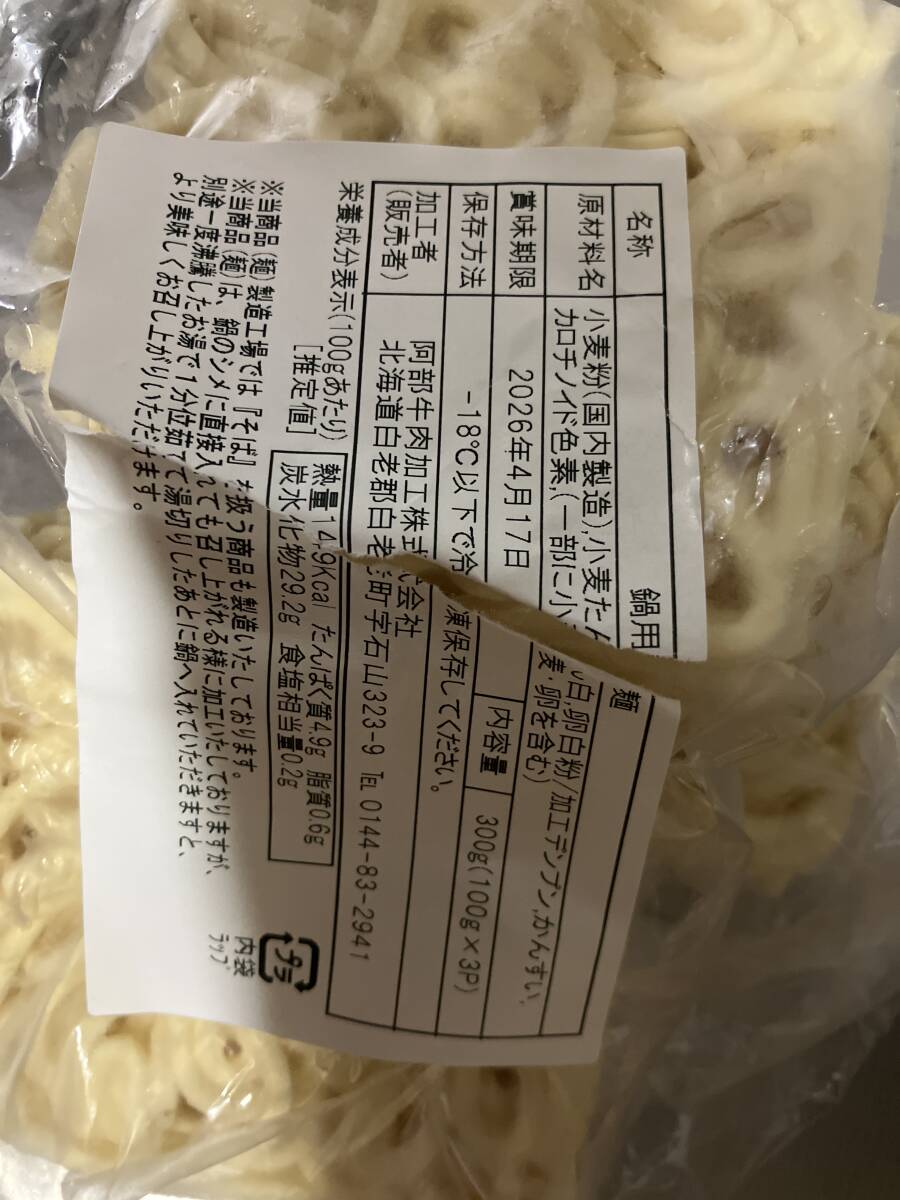 名称 鍋用 麺
原材料名 小麦粉(国内製造),小麦たん白,卵白粉/加工デンプン,かんすい,
カロチノイド色素,(一部に小麦・卵を含む)
賞味期限 2026年4月17日 内容量 300g(100g×3P)
保存方法 -18℃以下で冷凍保存してください。
加工者 阿部牛肉加工株式会社
(販売者) 北海道白老郡白老町字石山323-9 ℡ 0144-83-2941
栄養成分表示(100gあたり) 熱量149Kcal たんぱく質4.9g 脂質0.6g
[推定値] 炭水化物29.2g 食塩相当量0.2g
※当商品(麺)製造工場では『そば』を扱う商品も製造いたしております。
※当商品(麺)は、鍋のシメに直接入れても召し上がれる様に加工いたしておりますが、
別途一度沸騰したお湯で1分位茹でて湯切りしたあとに鍋へ入れていただきますと、
より美味しくお召し上がりいただけます。
プラ
内袋
ラップ